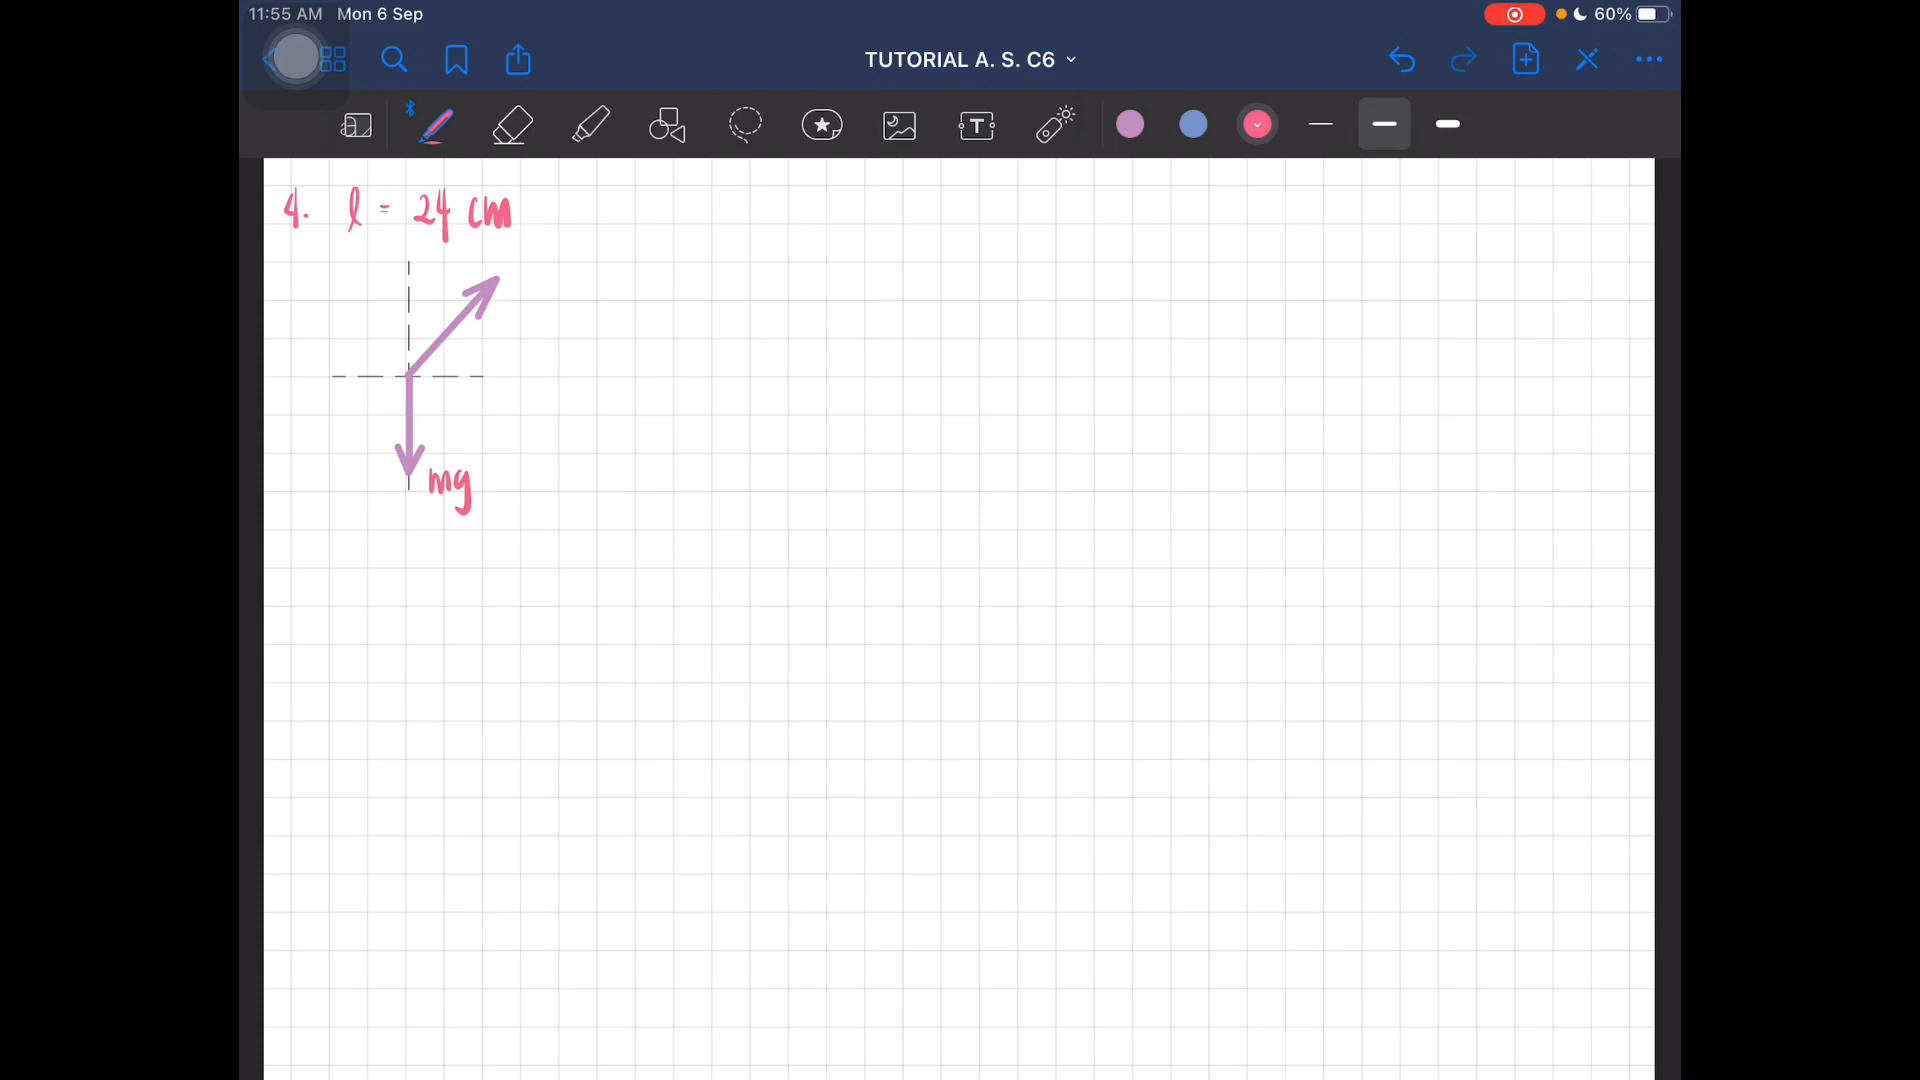 11:55 AM Mon 6 Sep 60%
TUTORIAL A. S. C6
T
4. l = 24 cm
mg